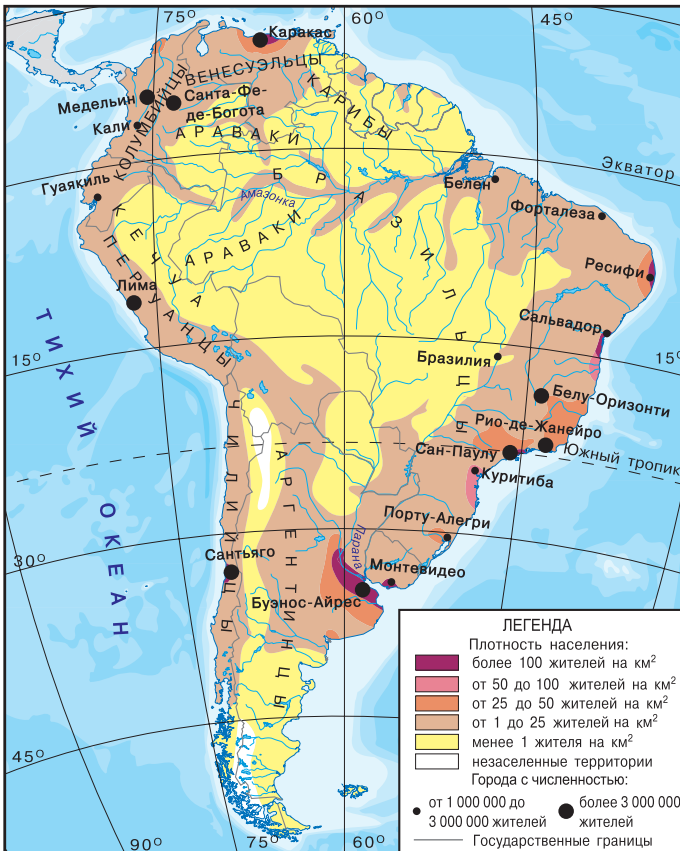 75°
60°
45°
Каракас
ВЕНЕСУЭЛЬЦЫ
КАРИБЫ
Медельин
Санта-Фе-
де-Богота
Кали
КОЛУМБИЙЦЫ
АРАВАКИ
Экватор
Гуаякиль
БРАЗИЛЬЦЫ
Белен
Амазонка
Форталеза
КЕЧУА
АРАВАКИ
ПЕРУАНЦЫ
Ресифи
Лима
ТИХИЙ
ОКЕАН
Сальвадор
15°
15°
Бразилия
Белу-Оризонти
ЧИЛИЙЦЫ
Рио-де-Жанейро
Сан-Паулу
Южный тропик
АРГЕНТИНЦЫ
Куритиба
Порту-Алегри
Парана
30°
Сантьяго
Монтевидео
Буэнос-Айрес
45°
90°
75°
60°
ЛЕГЕНДА
Плотность населения:
более 100 жителей на км²
от 50 до 100 жителей на км²
от 25 до 50 жителей на км²
от 1 до 25 жителей на км²
менее 1 жителя на км²
незаселенные территории
Города с численностью:
от 1 000 000 до
3 000 000 жителей
более 3 000 000
жителей
Государственные границы